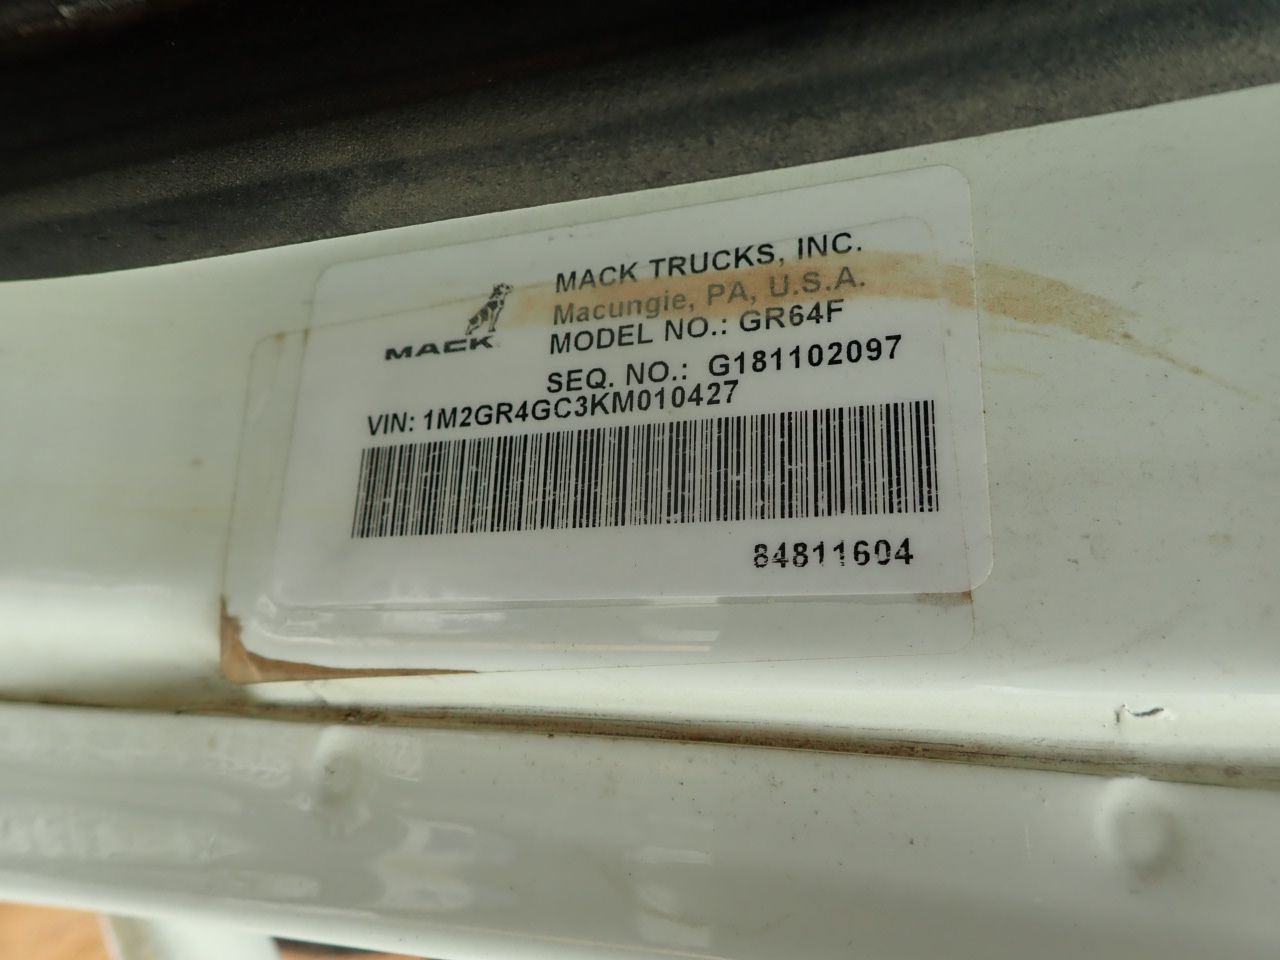 MACK
MACK TRUCKS, INC.
Macungie, PA, U.S.A.
MODEL NO.: GR64F
SEQ. NO.: G181102097
VIN: 1M2GR4GC3KM010427
84811604